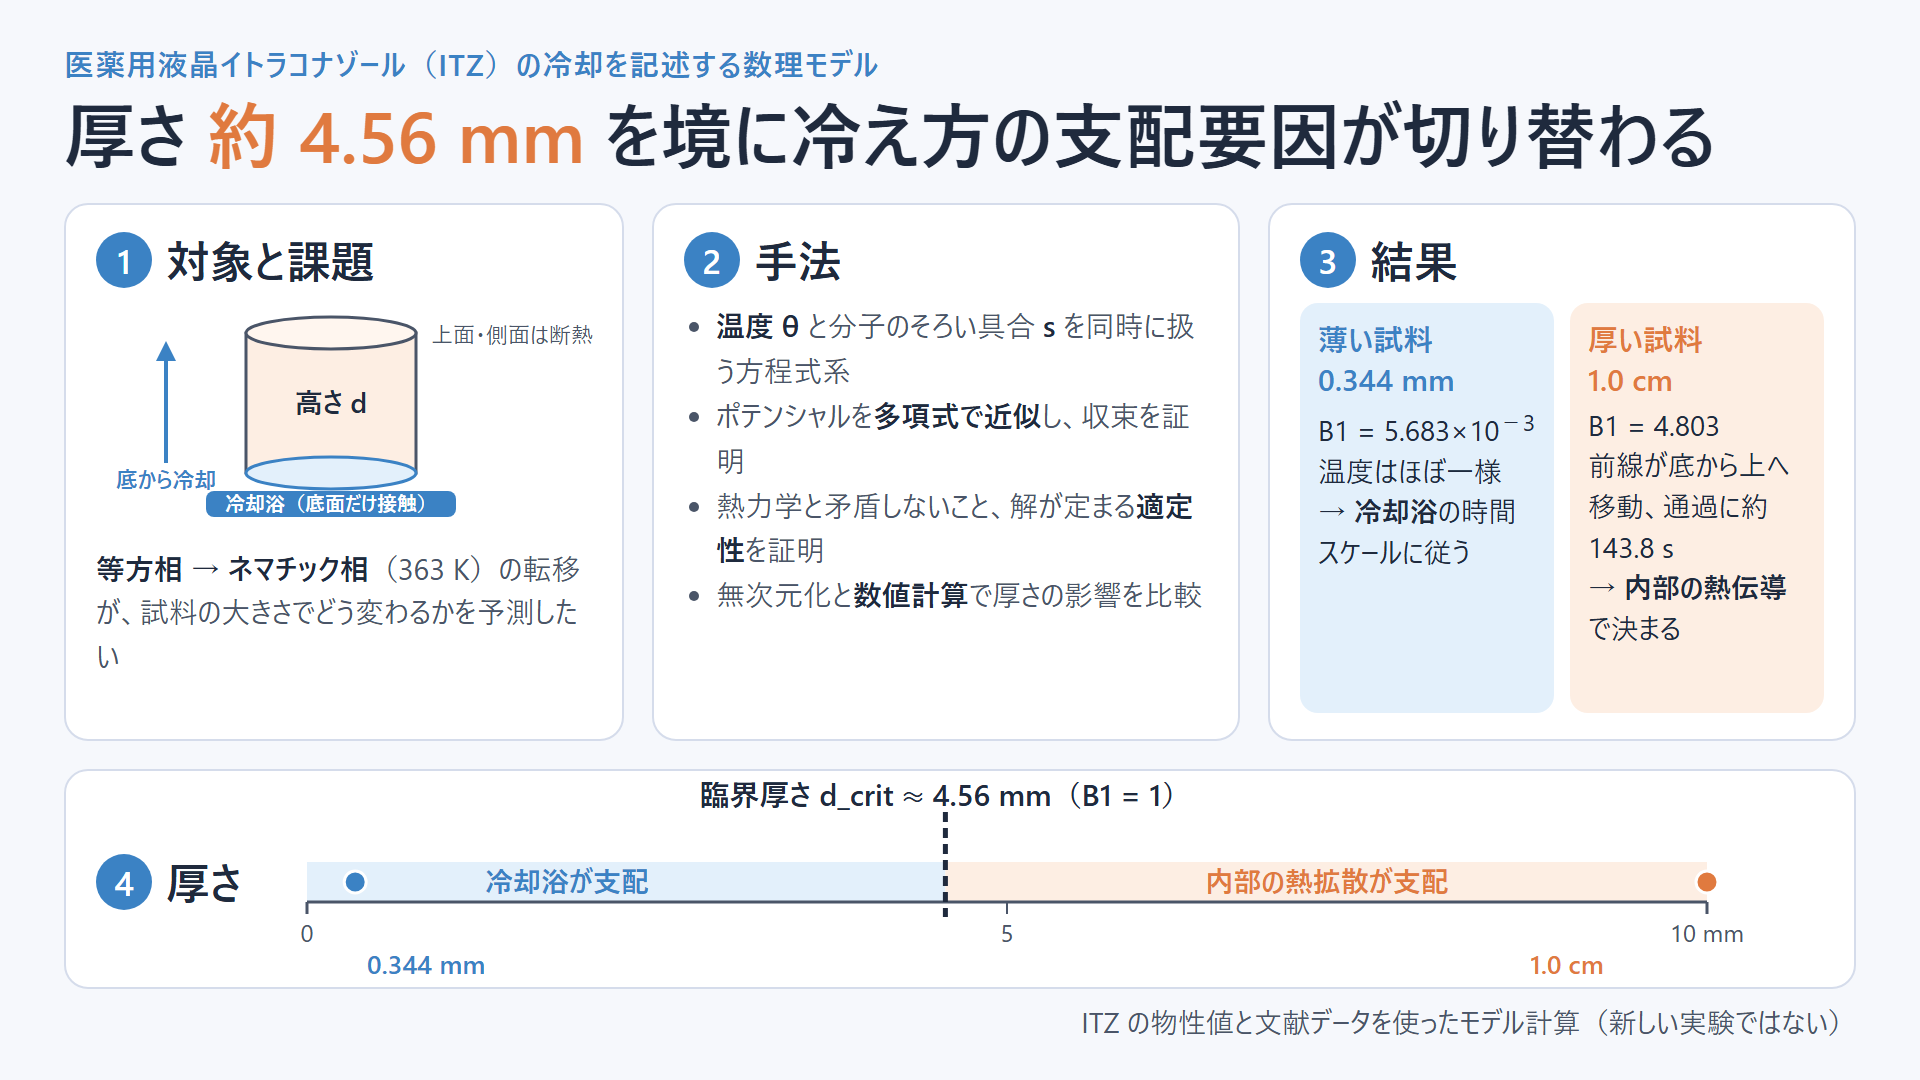 医薬用液晶イトラコナゾール（ITZ）の冷却を記述する数理モデル
厚さ 約 4.56 mm を境に冷え方の支配要因が切り替わる
1 対象と課題
上面・側面は断熱
高さ d
底から冷却
冷却浴（底面だけ接触）
等方相 → ネマチック相（363 K）の転移
が、試料の大きさでどう変わるかを予測した
い
2 手法
• 温度 θ と分子のそろい具合 s を同時に扱
う方程式系
• ポテンシャルを多項式で近似し、収束を証
明
• 熱力学と矛盾しないこと、解が定まる適定
性を証明
• 無次元化と数値計算で厚さの影響を比較
3 結果
薄い試料
0.344 mm
B1 = 5.683×10⁻³
温度はほぼ一様
→ 冷却浴の時間
スケールに従う
厚い試料
1.0 cm
B1 = 4.803
前線が底から上へ
移動、通過に約
143.8 s
→ 内部の熱伝導
で決まる
臨界厚さ d_crit ≈ 4.56 mm（B1 = 1）
4 厚さ
冷却浴が支配
内部の熱拡散が支配
0
5
10 mm
0.344 mm
1.0 cm
ITZ の物性値と文献データを使ったモデル計算（新しい実験ではない）